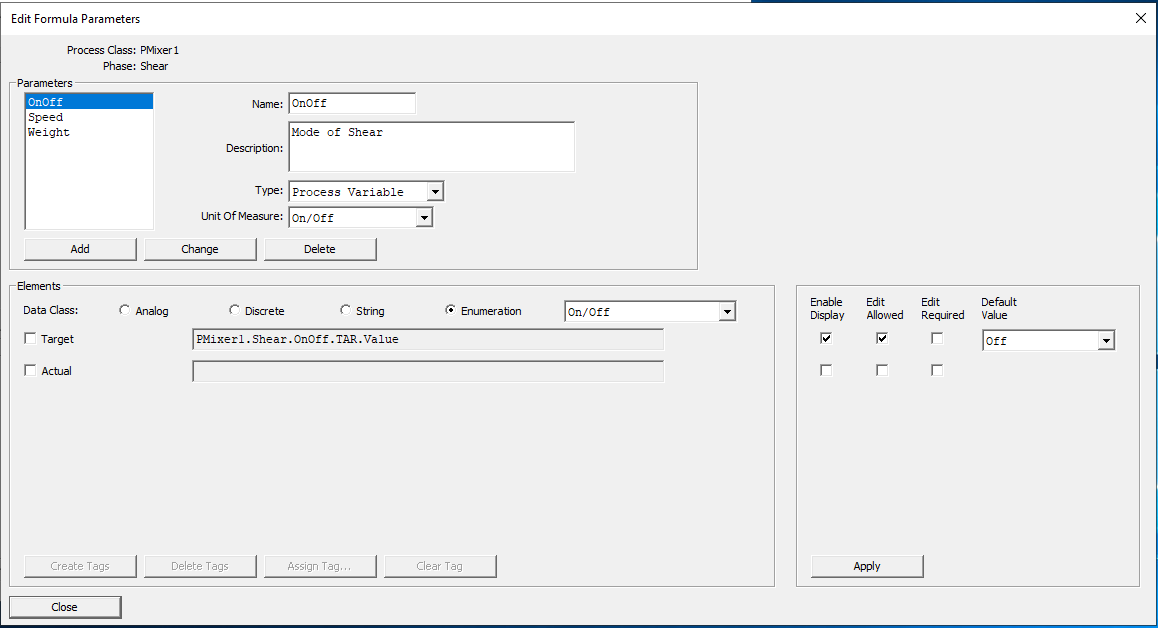 Edit Formula Parameters
Process Class: PMixer1
Phase: Shear
Parameters
OnOff
Speed
Weight
Name: OnOff
Description: Mode of Shear
Type: Process Variable
Unit Of Measure: On/Off
Add Change Delete
Elements
Data Class: Analog Discrete String Enumeration On/Off
Target PMixer1.Shear.OnOff.TAR.Value
Actual
Create Tags Delete Tags Assign Tag... Clear Tag
Enable Edit Edit Default
Display Allowed Required Value
Off
Apply
Close